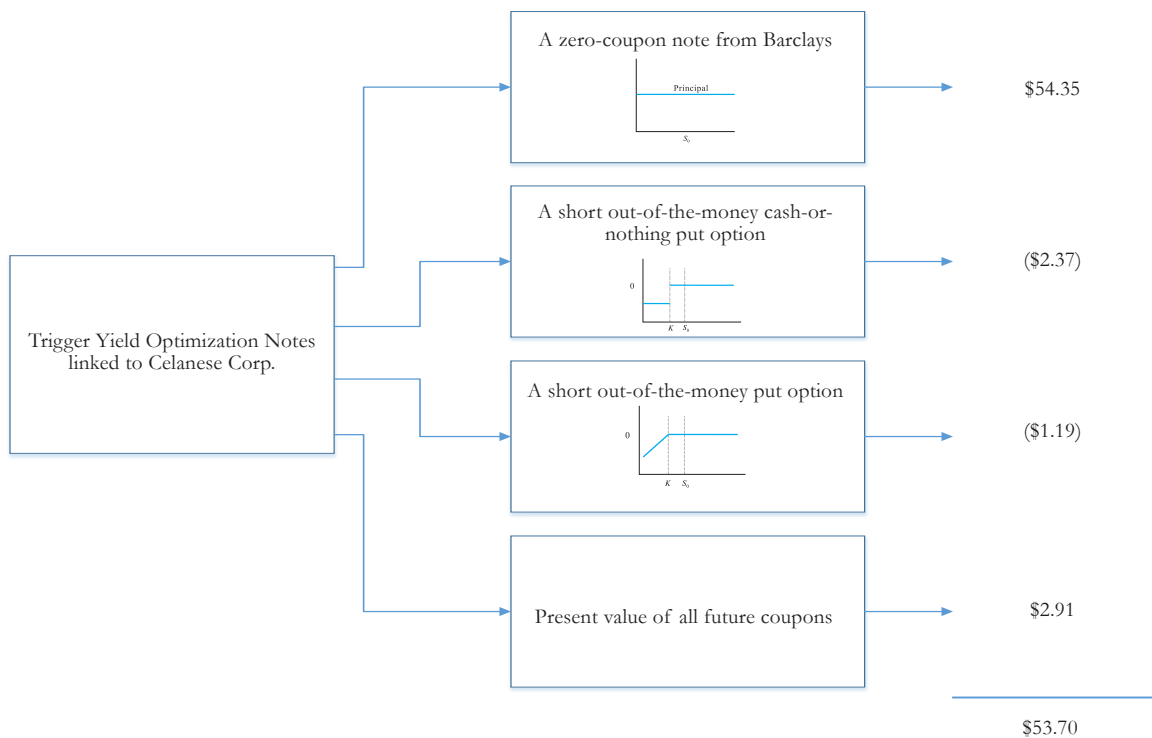 A zero-coupon note from Barclays
Principal
S0
$54.35
A short out-of-the-money cash-or-
nothing put option
0
K S0
($2.37)
Trigger Yield Optimization Notes
linked to Celanese Corp.
A short out-of-the-money put option
0
K S0
($1.19)
Present value of all future coupons
$2.91
$53.70